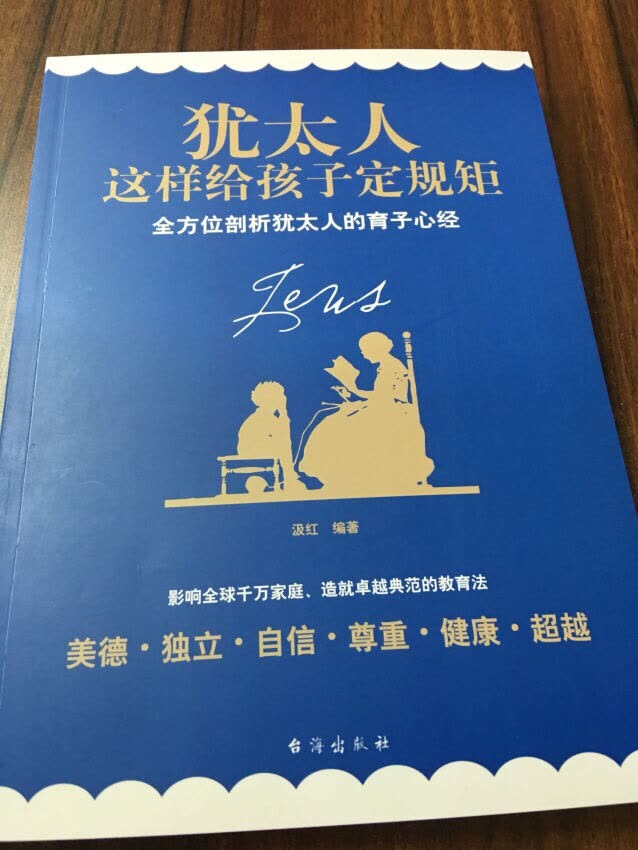 犹太人
这样给孩子定规矩
全方位剖析犹太人的育子心经
Jeus
汲红 编著
影响全球千万家庭、造就卓越典范的教育法
美德·独立·自信·尊重·健康·超越
台海出版社